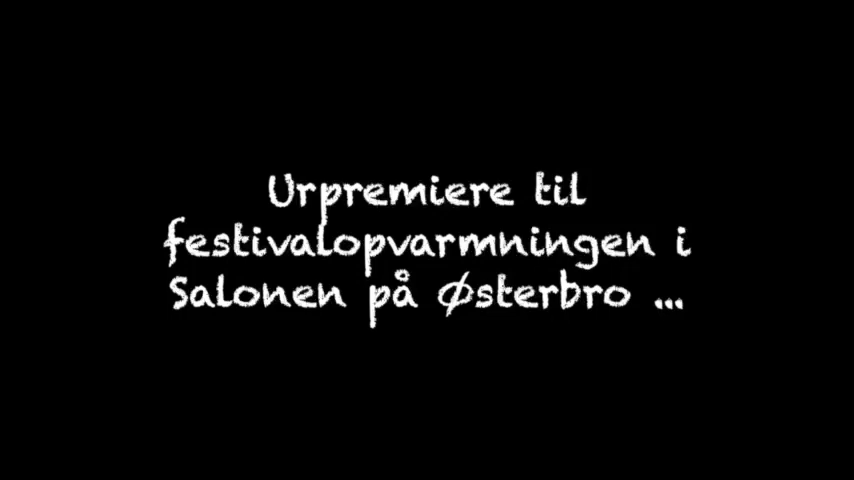 Urpremiere til
festivalopvarmningen i
Salonen på Østerbro ...